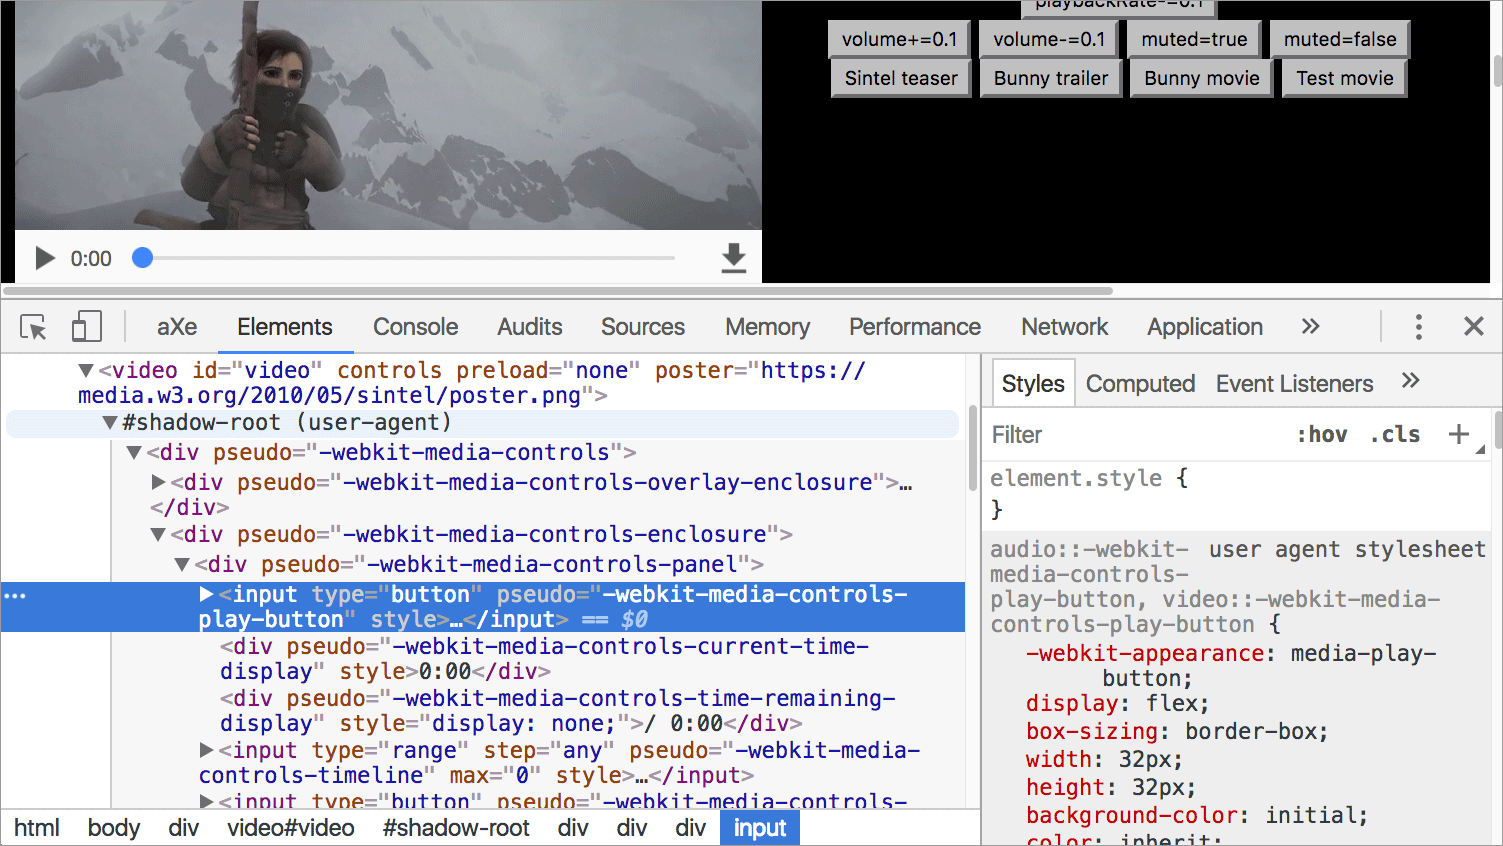 playbackRate-=0.1
volume+=0.1 volume-=0.1 muted=true muted=false
Sintel teaser Bunny trailer Bunny movie Test movie
0:00
aXe Elements Console Audits Sources Memory Performance Network Application »
<video id="video" controls preload="none" poster="https://
media.w3.org/2010/05/sintel/poster.png">
#shadow-root (user-agent)
<div pseudo="-webkit-media-controls">
<div pseudo="-webkit-media-controls-overlay-enclosure">…
</div>
<div pseudo="-webkit-media-controls-enclosure">
<div pseudo="-webkit-media-controls-panel">
<input type="button" pseudo="-webkit-media-controls-
play-button" style>…</input> == $0
<div pseudo="-webkit-media-controls-current-time-
display" style>0:00</div>
<div pseudo="-webkit-media-controls-time-remaining-
display" style="display: none;">/ 0:00</div>
<input type="range" step="any" pseudo="-webkit-media-
controls-timeline" max="0" style>…</input>
<input type="button" pseudo="-webkit-media-controls-
html body div video#video #shadow-root div div div input
Styles Computed Event Listeners »
Filter :hov .cls +
element.style {
}
audio::-webkit- user agent stylesheet
media-controls-
play-button, video::-webkit-media-
controls-play-button {
-webkit-appearance: media-play-
button;
display: flex;
box-sizing: border-box;
width: 32px;
height: 32px;
background-color: initial;
color: inherit;